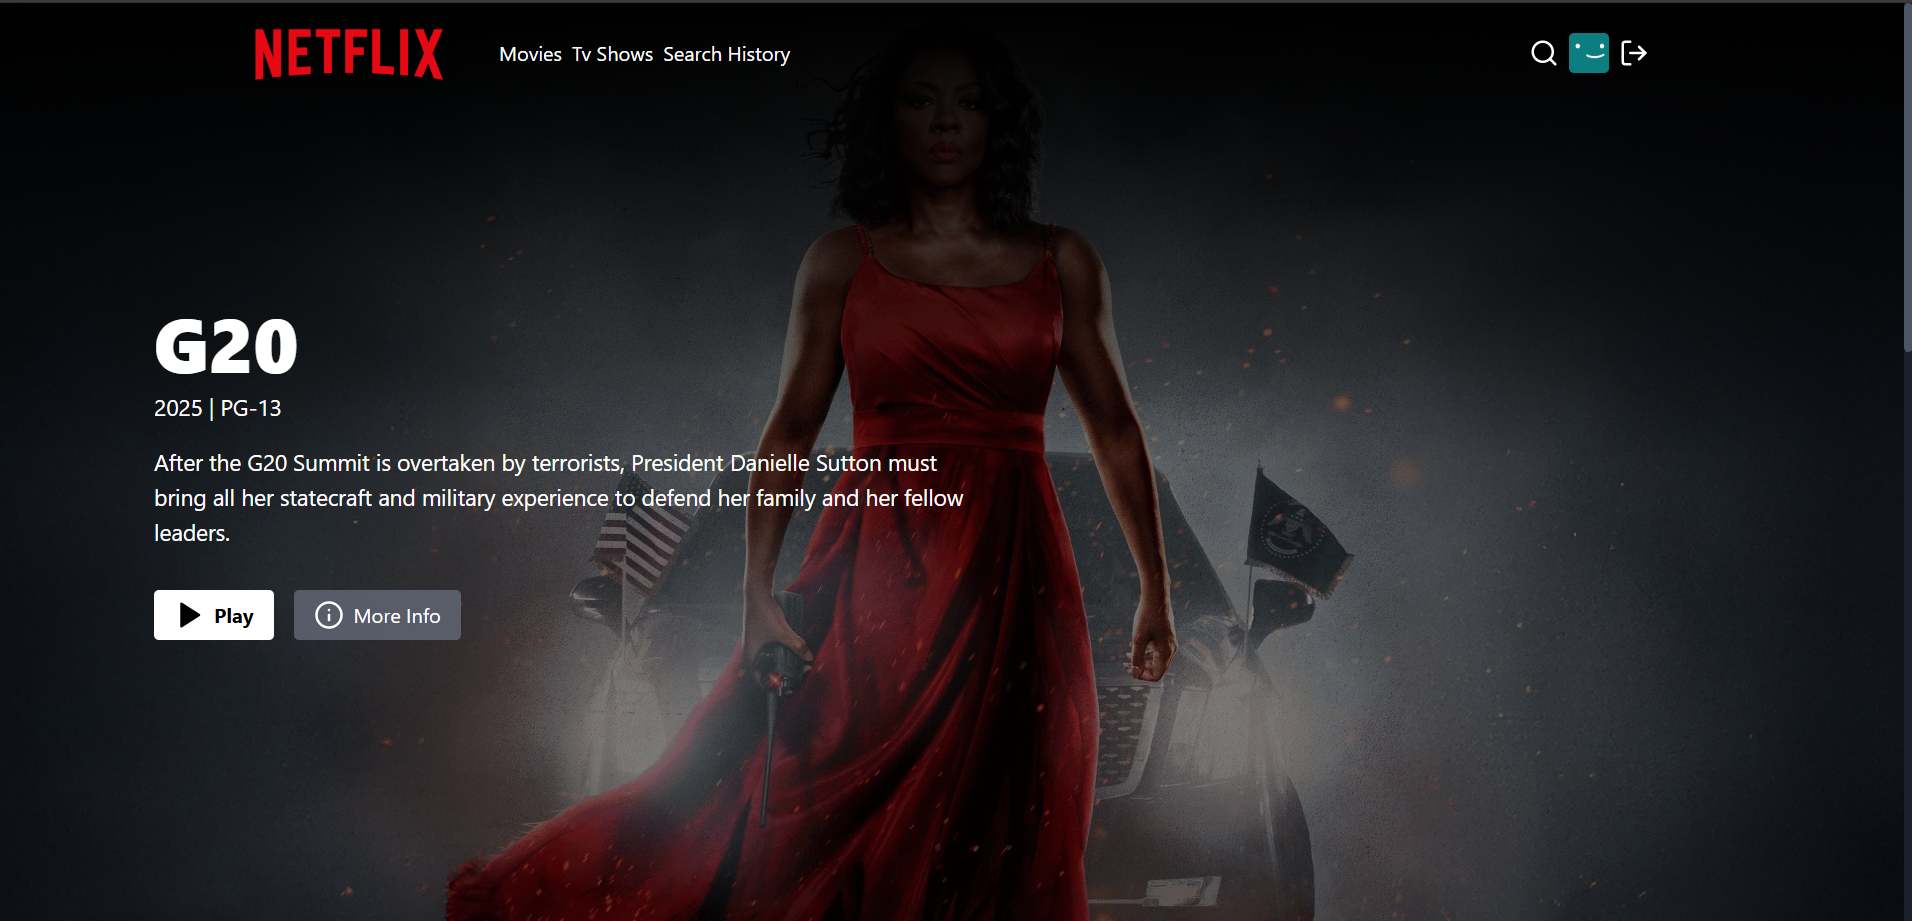 NETFLIX
Movies Tv Shows Search History
G20
2025 | PG-13
After the G20 Summit is overtaken by terrorists, President Danielle Sutton must
bring all her statecraft and military experience to defend her family and her fellow
leaders.
Play
More Info